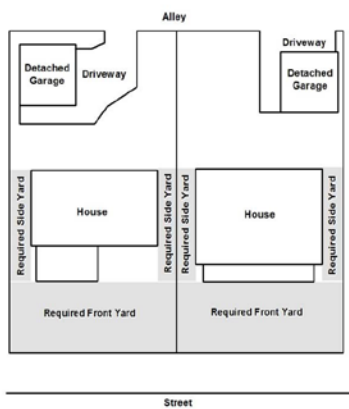 Alley
Detached
Garage
Driveway
Driveway
Detached
Garage
Required Side Yard
House
Required Side Yard
Required Side Yard
House
Required Side Yard
Required Front Yard
Required Front Yard
Street